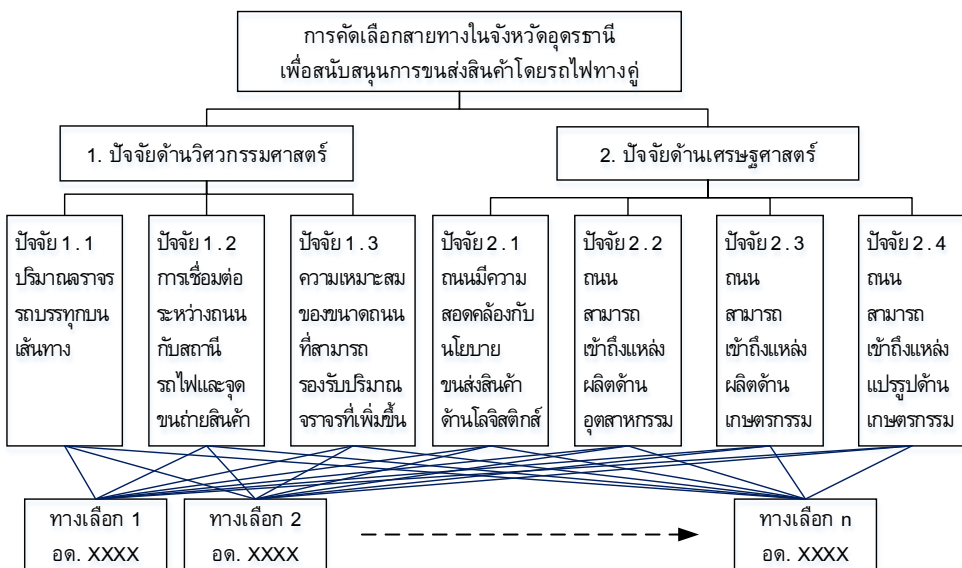 การคัดเลือกสายทางในจังหวัดอุดรธานี
เพื่อสนับสนุนการขนส่งสินค้าโดยรถไฟทางคู่
1. ปัจจัยด้านวิศวกรรมศาสตร์
2. ปัจจัยด้านเศรษฐศาสตร์
ปัจจัย 1.1
ปริมาณจราจร
รถบรรทุกบน
เส้นทาง
ปัจจัย 1.2
การเชื่อมต่อ
ระหว่างถนน
กับสถานี
รถไฟและจุด
ขนถ่ายสินค้า
ปัจจัย 1.3
ความเหมาะสม
ของขนาดถนน
ที่สามารถ
รองรับปริมาณ
จราจรที่เพิ่มขึ้น
ปัจจัย 2.1
ถนนมีความ
สอดคล้องกับ
นโยบาย
ขนส่งสินค้า
ด้านโลจิสติกส์
ปัจจัย 2.2
ถนน
สามารถ
เข้าถึงแหล่ง
ผลิตด้าน
อุตสาหกรรม
ปัจจัย 2.3
ถนน
สามารถ
เข้าถึงแหล่ง
ผลิตด้าน
เกษตรกรรม
ปัจจัย 2.4
ถนน
สามารถ
เข้าถึงแหล่ง
แปรรูปด้าน
เกษตรกรรม
ทางเลือก 1
อด. XXXX
ทางเลือก 2
อด. XXXX
ทางเลือก n
อด. XXXX